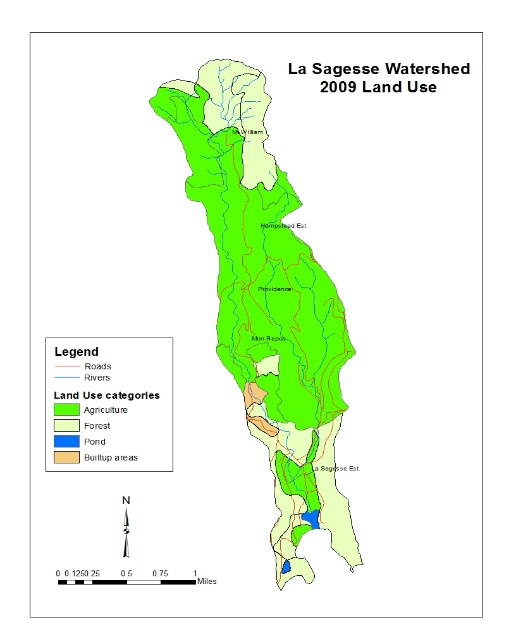 La Sagesse Watershed
2009 Land Use
Mt William
Hampstead Est.
Providence
Mon Repos
La Sagesse Est.
Legend
Roads
Rivers
Land Use categories
Agriculture
Forest
Pond
Builtup areas
N
0 0.1250.25 0.5 0.75 1
Miles